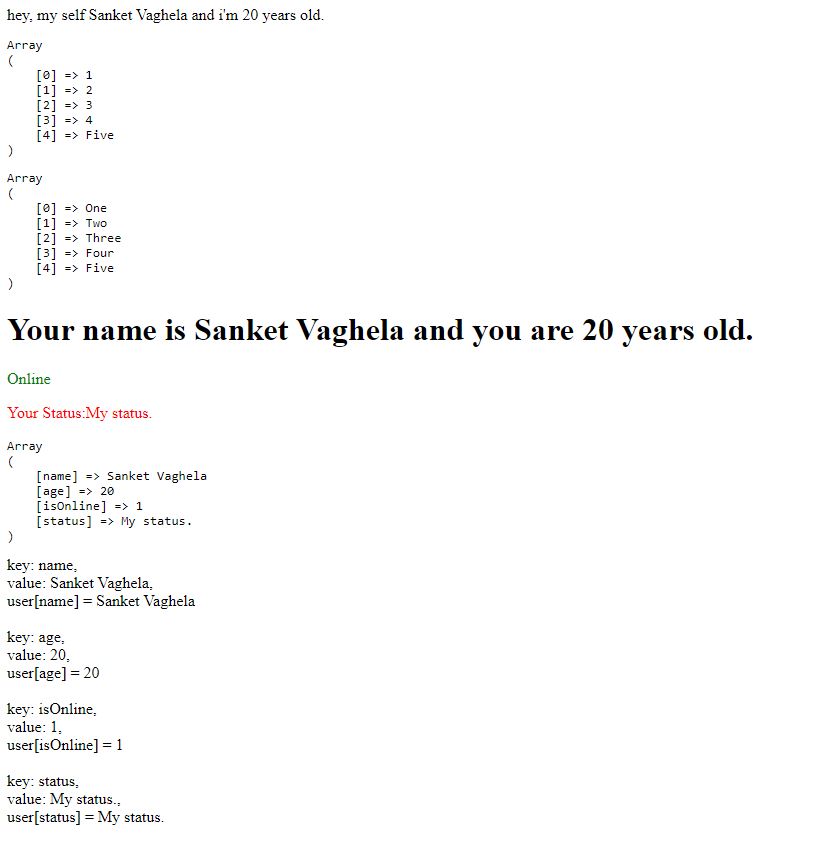 hey, my self Sanket Vaghela and i'm 20 years old.
Array
(
    [0] => 1
    [1] => 2
    [2] => 3
    [3] => 4
    [4] => Five
)
Array
(
    [0] => One
    [1] => Two
    [2] => Three
    [3] => Four
    [4] => Five
)
Your name is Sanket Vaghela and you are 20 years old.
Online
Your Status:My status.
Array
(
    [name] => Sanket Vaghela
    [age] => 20
    [isOnline] => 1
    [status] => My status.
)
key: name,
value: Sanket Vaghela,
user[name] = Sanket Vaghela
key: age,
value: 20,
user[age] = 20
key: isOnline,
value: 1,
user[isOnline] = 1
key: status,
value: My status.,
user[status] = My status.